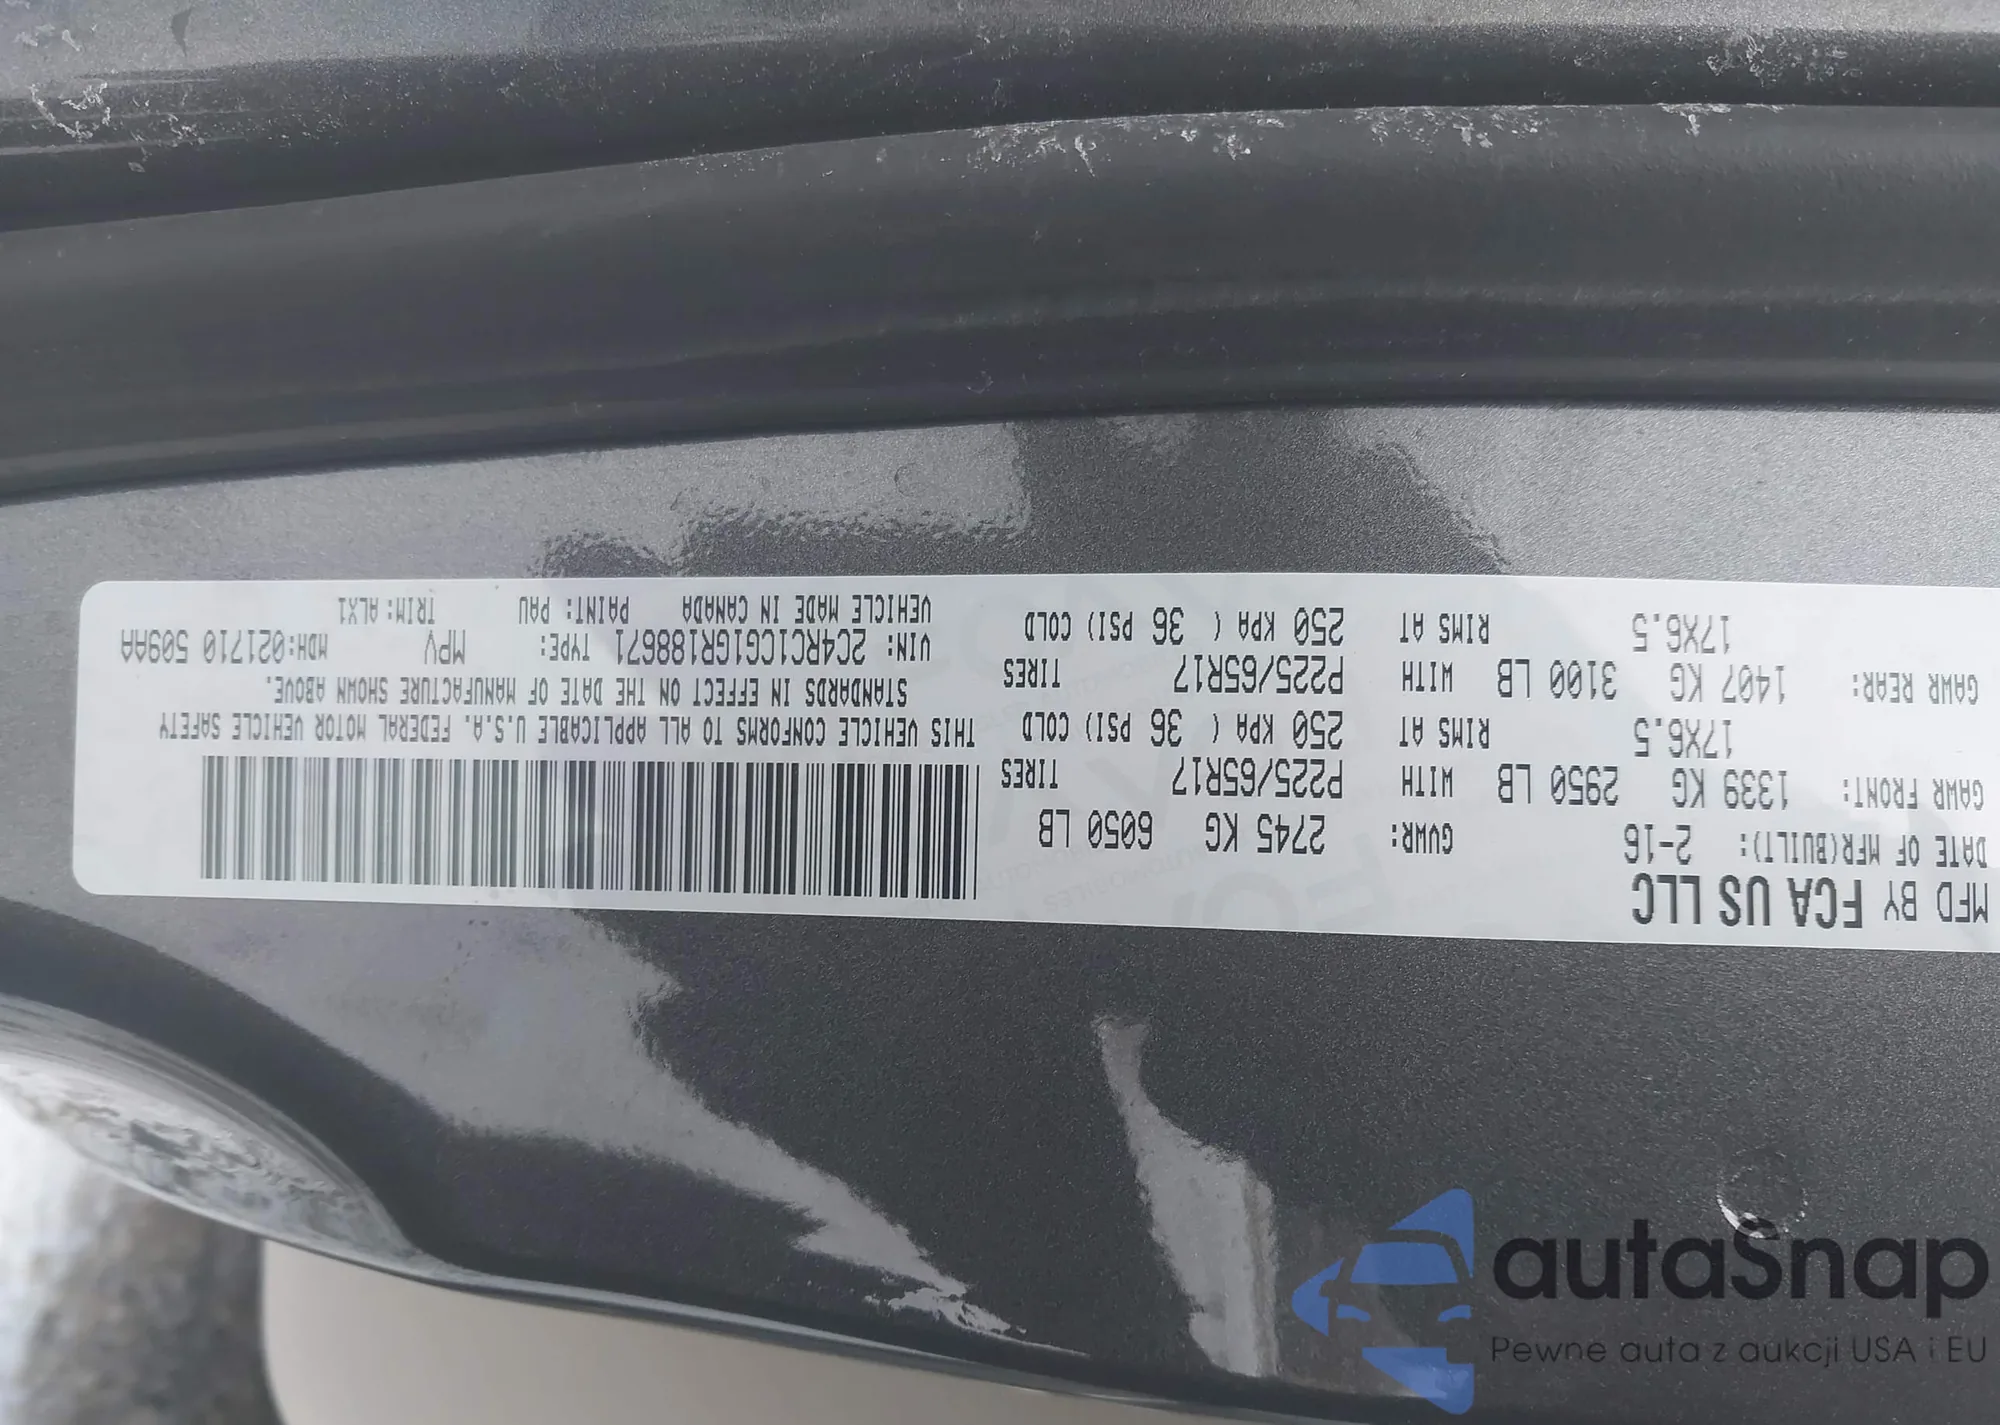 MFD BY FCA US LLC
DATE OF MFR(BUILT): 2-16 GVWR: 2745 KG 6050 LB
GAWR FRONT: 1339 KG 2950 LB WITH P225/65R17 TIRES
17X6.5 RIMS AT 250 KPA ( 36 PSI) COLD
GAWR REAR: 1407 KG 3100 LB WITH P225/65R17 TIRES
17X6.5 RIMS AT 250 KPA ( 36 PSI) COLD
THIS VEHICLE CONFORMS TO ALL APPLICABLE U.S.A. FEDERAL MOTOR VEHICLE SAFETY
STANDARDS IN EFFECT ON THE DATE OF MANUFACTURE SHOWN ABOVE.
VIN: 2C4RC1CG1GR188671 TYPE: MPV MDH:021710 509AA
VEHICLE MADE IN CANADA PAINT: PAU TRIM:ALX1
autaSnap
Pewne auta z aukcji USA i EU